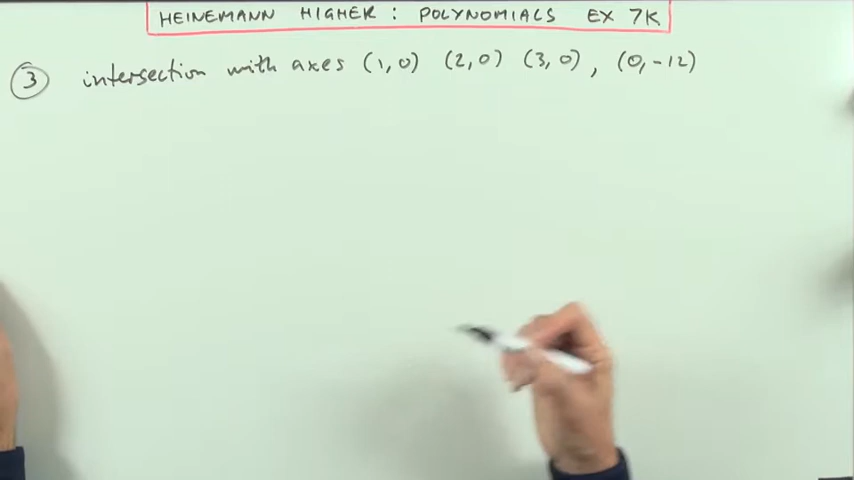 HEINEMANN HIGHER : POLYNOMIALS EX 7K
3 intersection with axes (1,0) (2,0) (3,0), (0,-12)